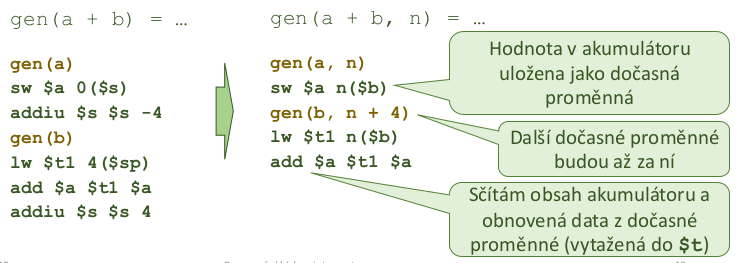 gen(a + b) = …
gen(a)
sw $a 0($s)
addiu $s $s -4
gen(b)
lw $t1 4($sp)
add $a $t1 $a
addiu $s $s 4
gen(a + b, n) = …
gen(a, n)
sw $a n($b)
gen(b, n + 4)
lw $t1 n($b)
add $a $t1 $a
Hodnota v akumulátoru
uložena jako dočasná
proměnná
Další dočasné proměnné
budou až za ní
Sčítám obsah akumulátoru a
obnovená data z dočasné
proměnné (vytažená do $t)